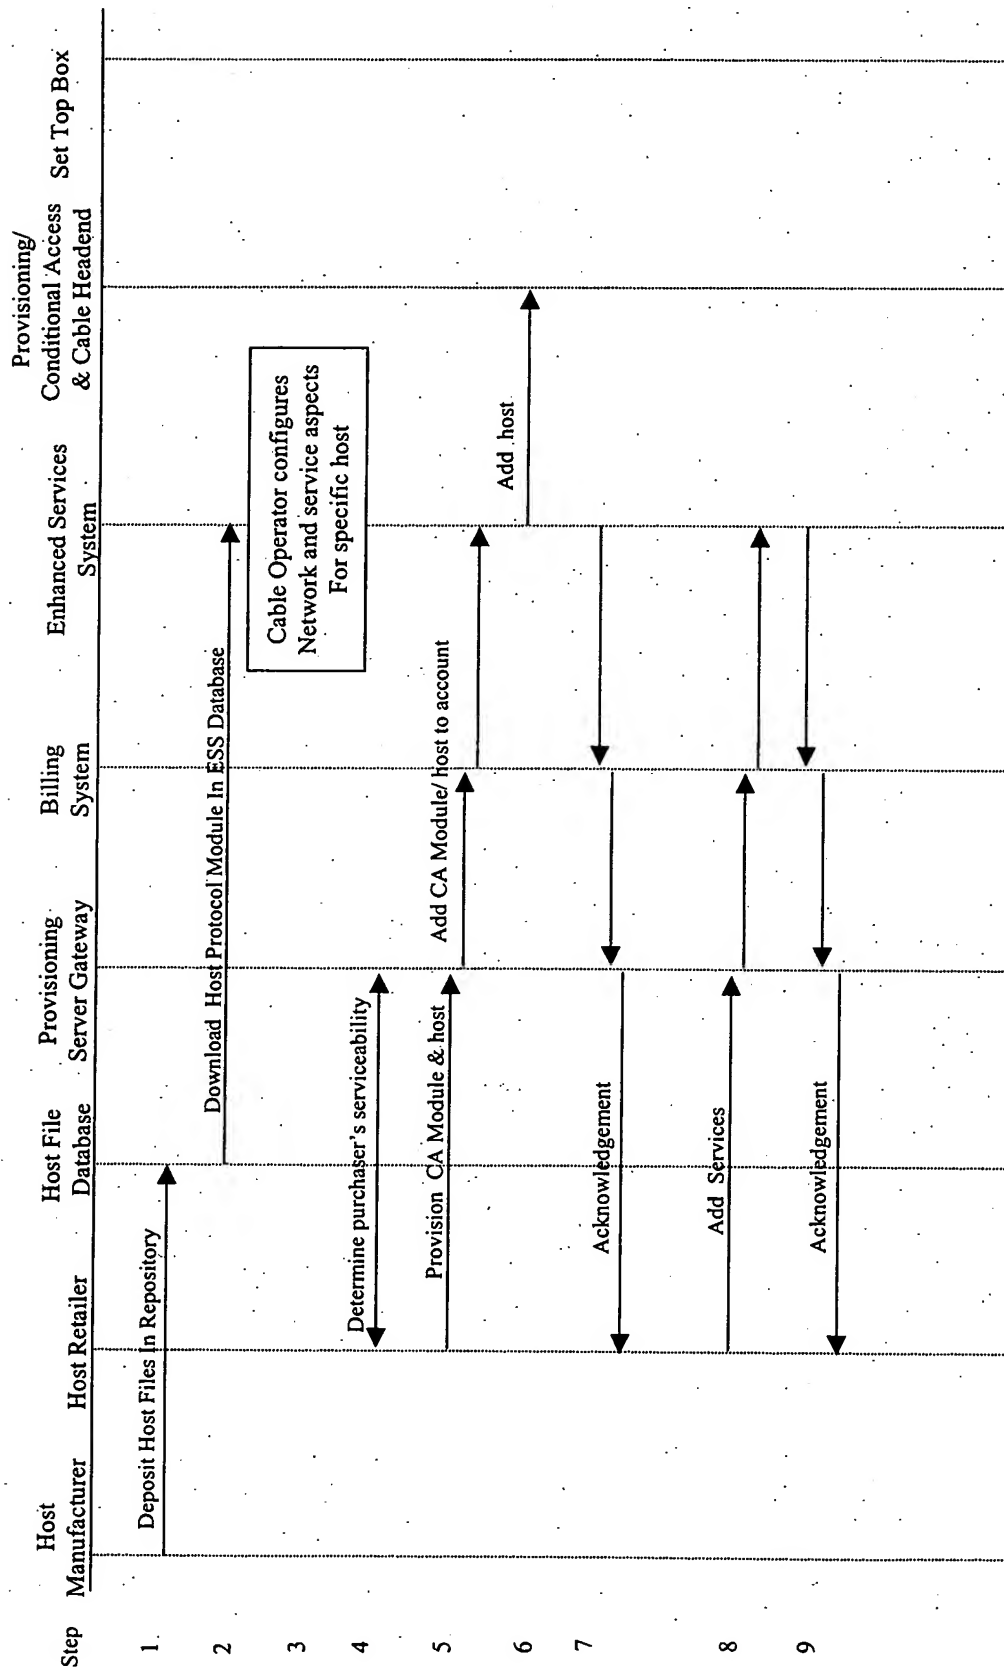 Step
Host
Manufacturer
Host Retailer
Host File
Database
Provisioning
Server Gateway
Billing
System
Enhanced Services
System
Provisioning/
Conditional Access
& Cable Headend
Set Top Box
1
Deposit Host Files In Repository
2
Download Host Protocol Module In ESS Database
3
Cable Operator configures
Network and service aspects
For specific host
4
Determine purchaser's serviceability
5
Provision CA Module & host
Add CA Module/ host to account
6
Add host
7
Acknowledgement
8
Add Services
9
Acknowledgement